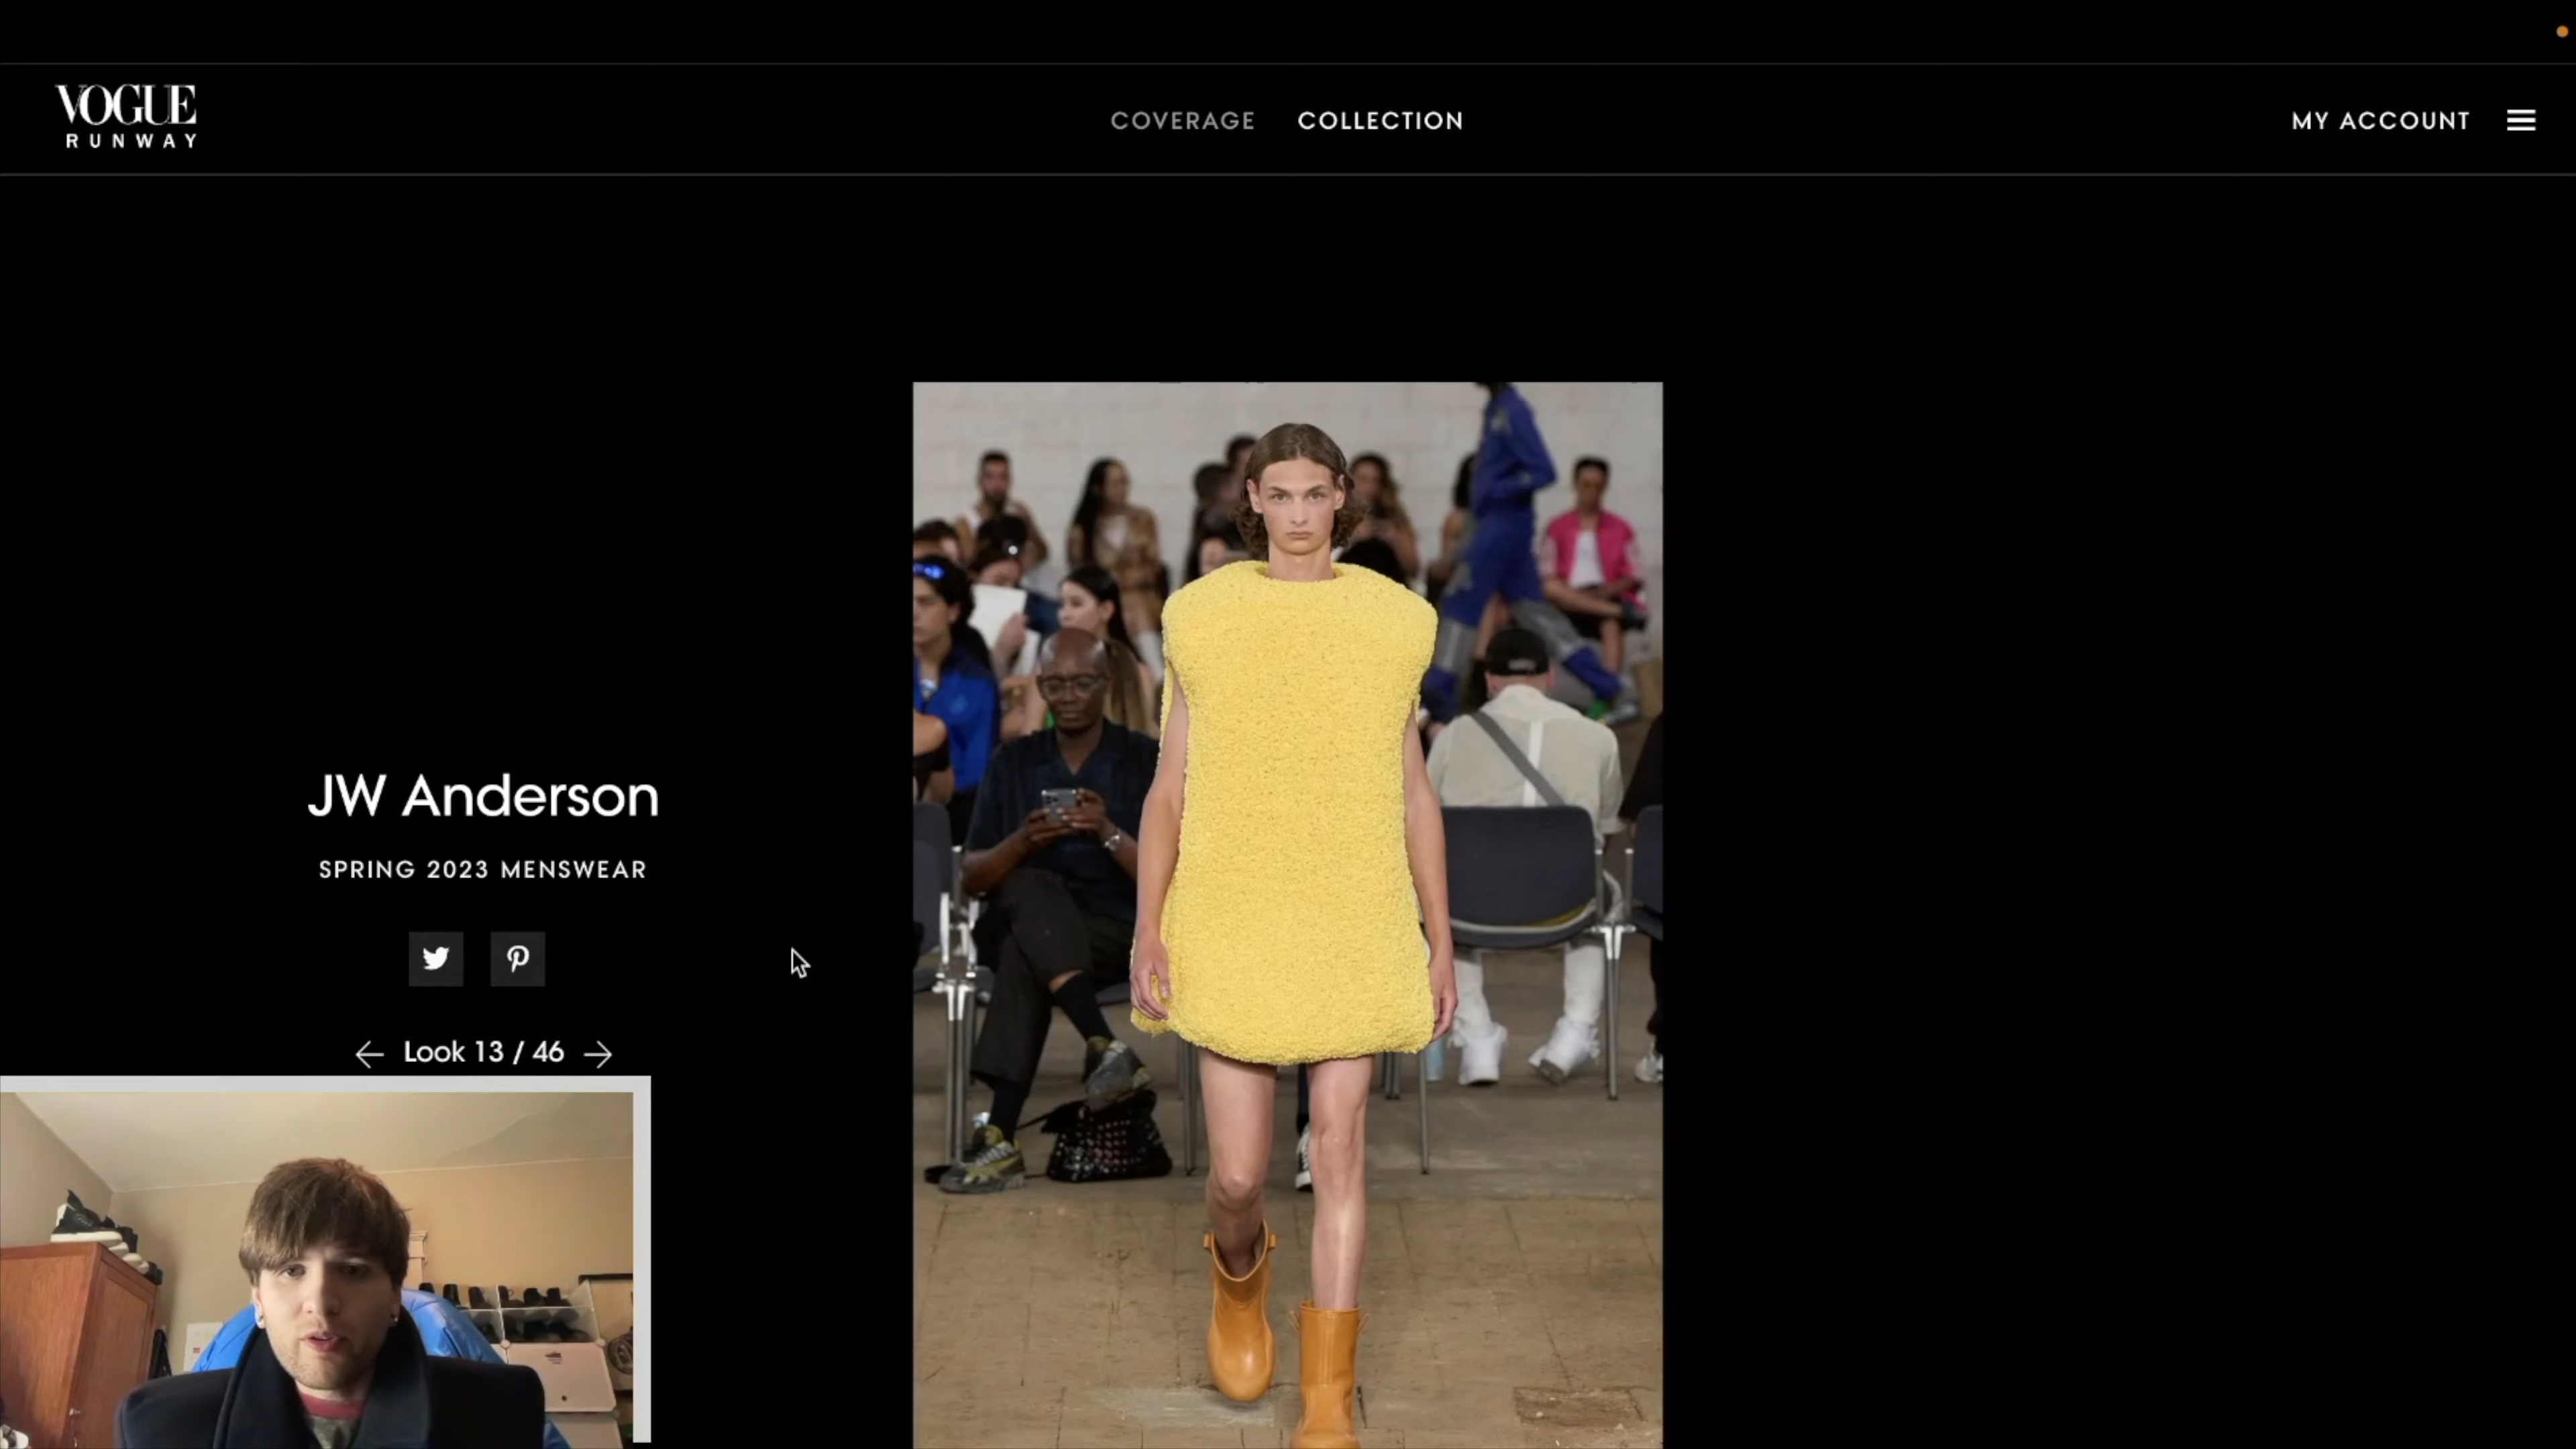 VOGUE
RUNWAY
COVERAGE
COLLECTION
MY ACCOUNT
JW Anderson
SPRING 2023 MENSWEAR
Look 13 / 46